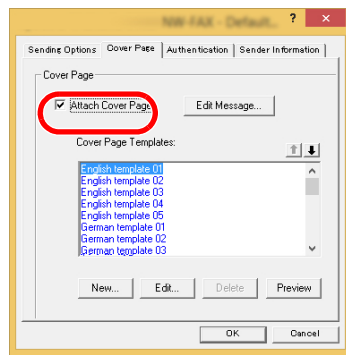 NW-FAX - Default... ? ×
Sending Options Cover Page Authentication Sender Information
Cover Page
Attach Cover Page Edit Message...
Cover Page Templates:
English template 01
English template 02
English template 03
English template 04
English template 05
German template 01
German template 02
German template 03
New... Edit... Delete Preview
OK Cancel